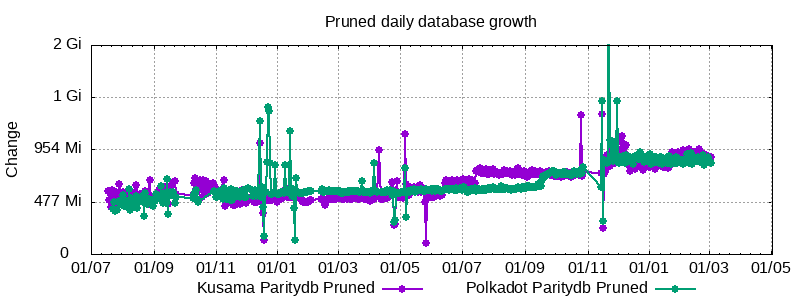 Pruned daily database growth
Change
2 Gi
1 Gi
954 Mi
477 Mi
0
01/07 01/09 01/11 01/01 01/03 01/05 01/07 01/09 01/11 01/01 01/03 01/05
Kusama Paritydb Pruned Polkadot Paritydb Pruned